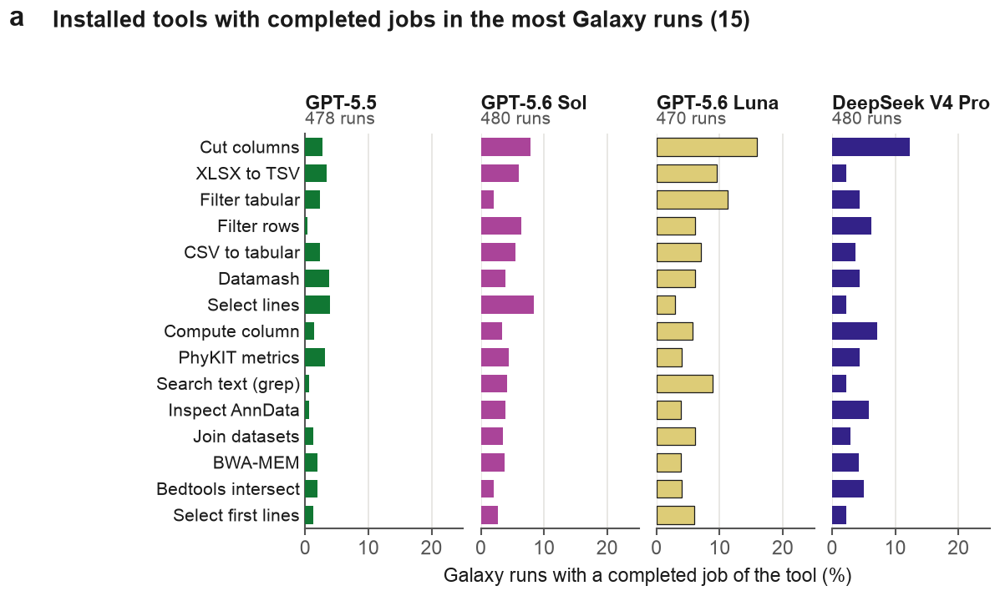 a Installed tools with completed jobs in the most Galaxy runs (15)
GPT-5.5 GPT-5.6 Sol GPT-5.6 Luna DeepSeek V4 Pro
478 runs 480 runs 470 runs 480 runs
Cut columns
XLSX to TSV
Filter tabular
Filter rows
CSV to tabular
Datamash
Select lines
Compute column
PhyKIT metrics
Search text (grep)
Inspect AnnData
Join datasets
BWA-MEM
Bedtools intersect
Select first lines
0 10 20 0 10 20 0 10 20 0 10 20
Galaxy runs with a completed job of the tool (%)